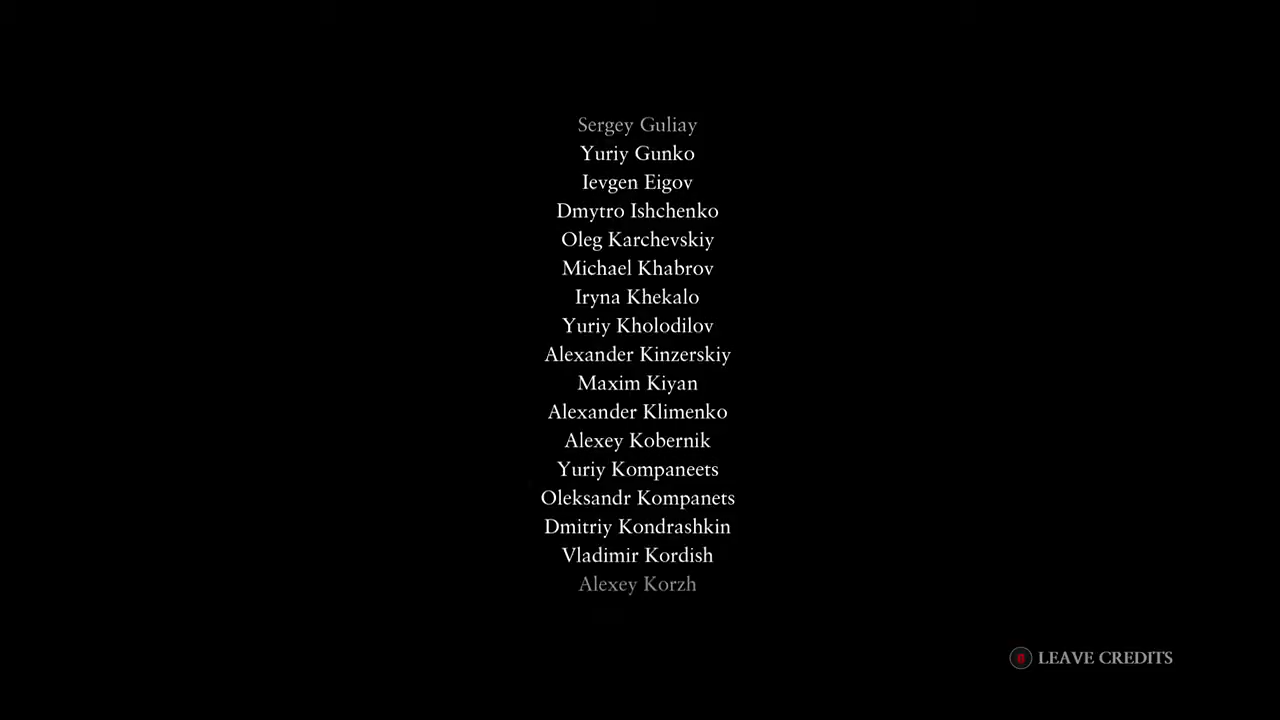 Sergey Guliay
Yuriy Gunko
Ievgen Eigov
Dmytro Ishchenko
Oleg Karchevskiy
Michael Khabrov
Iryna Khekalo
Yuriy Kholodilov
Alexander Kinzerskiy
Maxim Kiyan
Alexander Klimenko
Alexey Kobernik
Yuriy Kompaneets
Oleksandr Kompanets
Dmitriy Kondrashkin
Vladimir Kordish
Alexey Korzh
LEAVE CREDITS